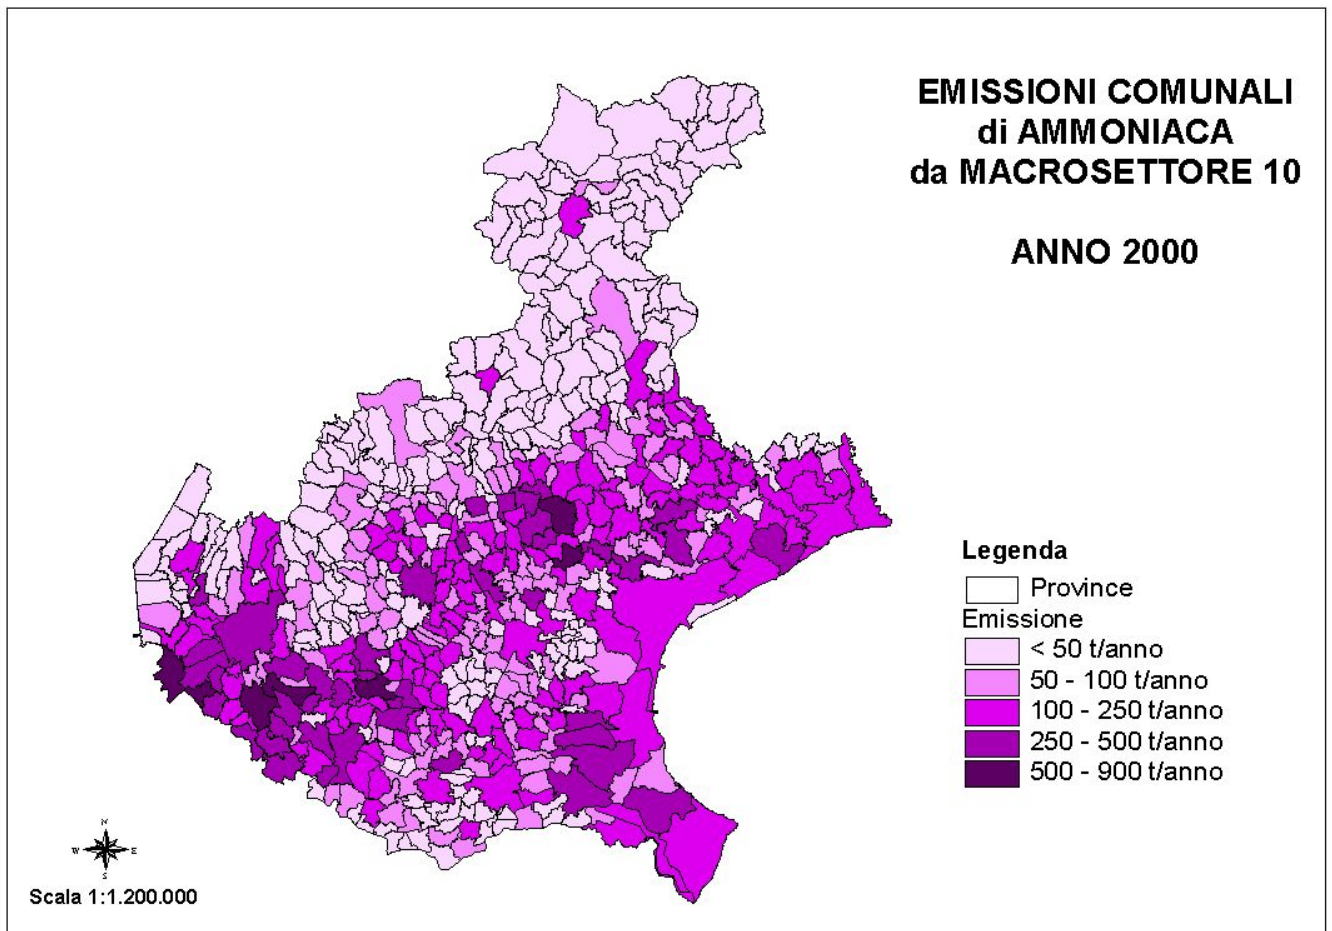 EMISSIONI COMUNALI
di AMMONIACA
da MACROSETTORE 10
ANNO 2000
Legenda
Province
Emissione
< 50 t/anno
50 - 100 t/anno
100 - 250 t/anno
250 - 500 t/anno
500 - 900 t/anno
N
W E
S
Scala 1:1.200.000